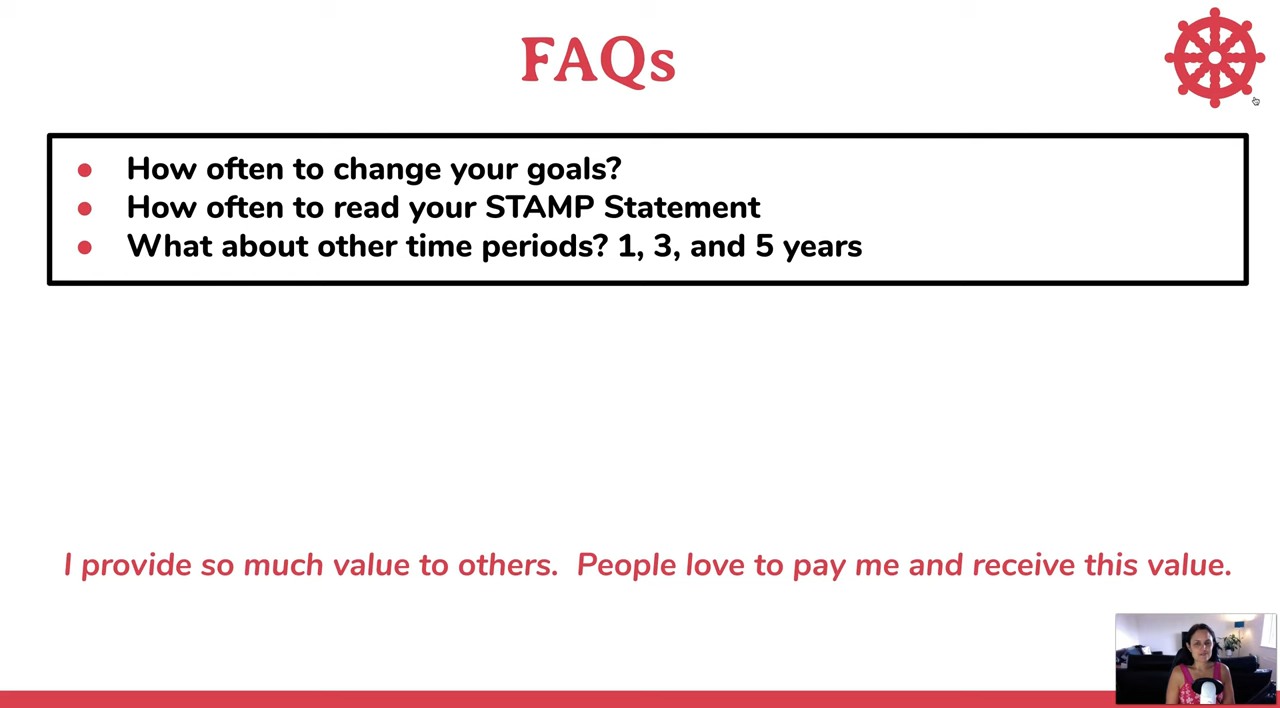 FAQs
How often to change your goals?
How often to read your STAMP Statement
What about other time periods? 1, 3, and 5 years
I provide so much value to others.  People love to pay me and receive this value.